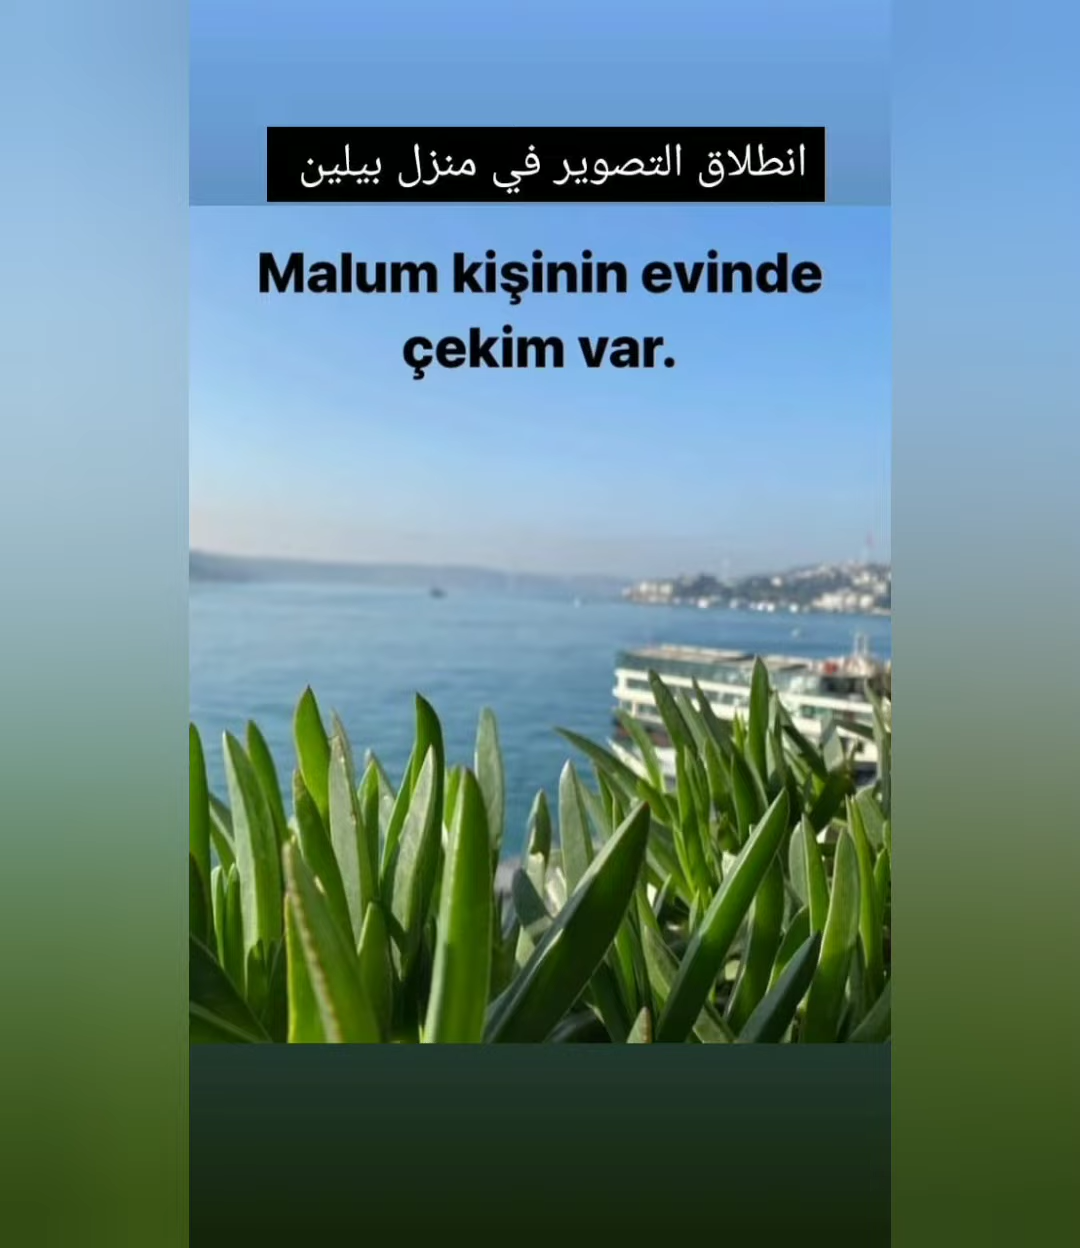 انطلاق التصوير في منزل بيلين
Malum kişinin evinde
çekim var.